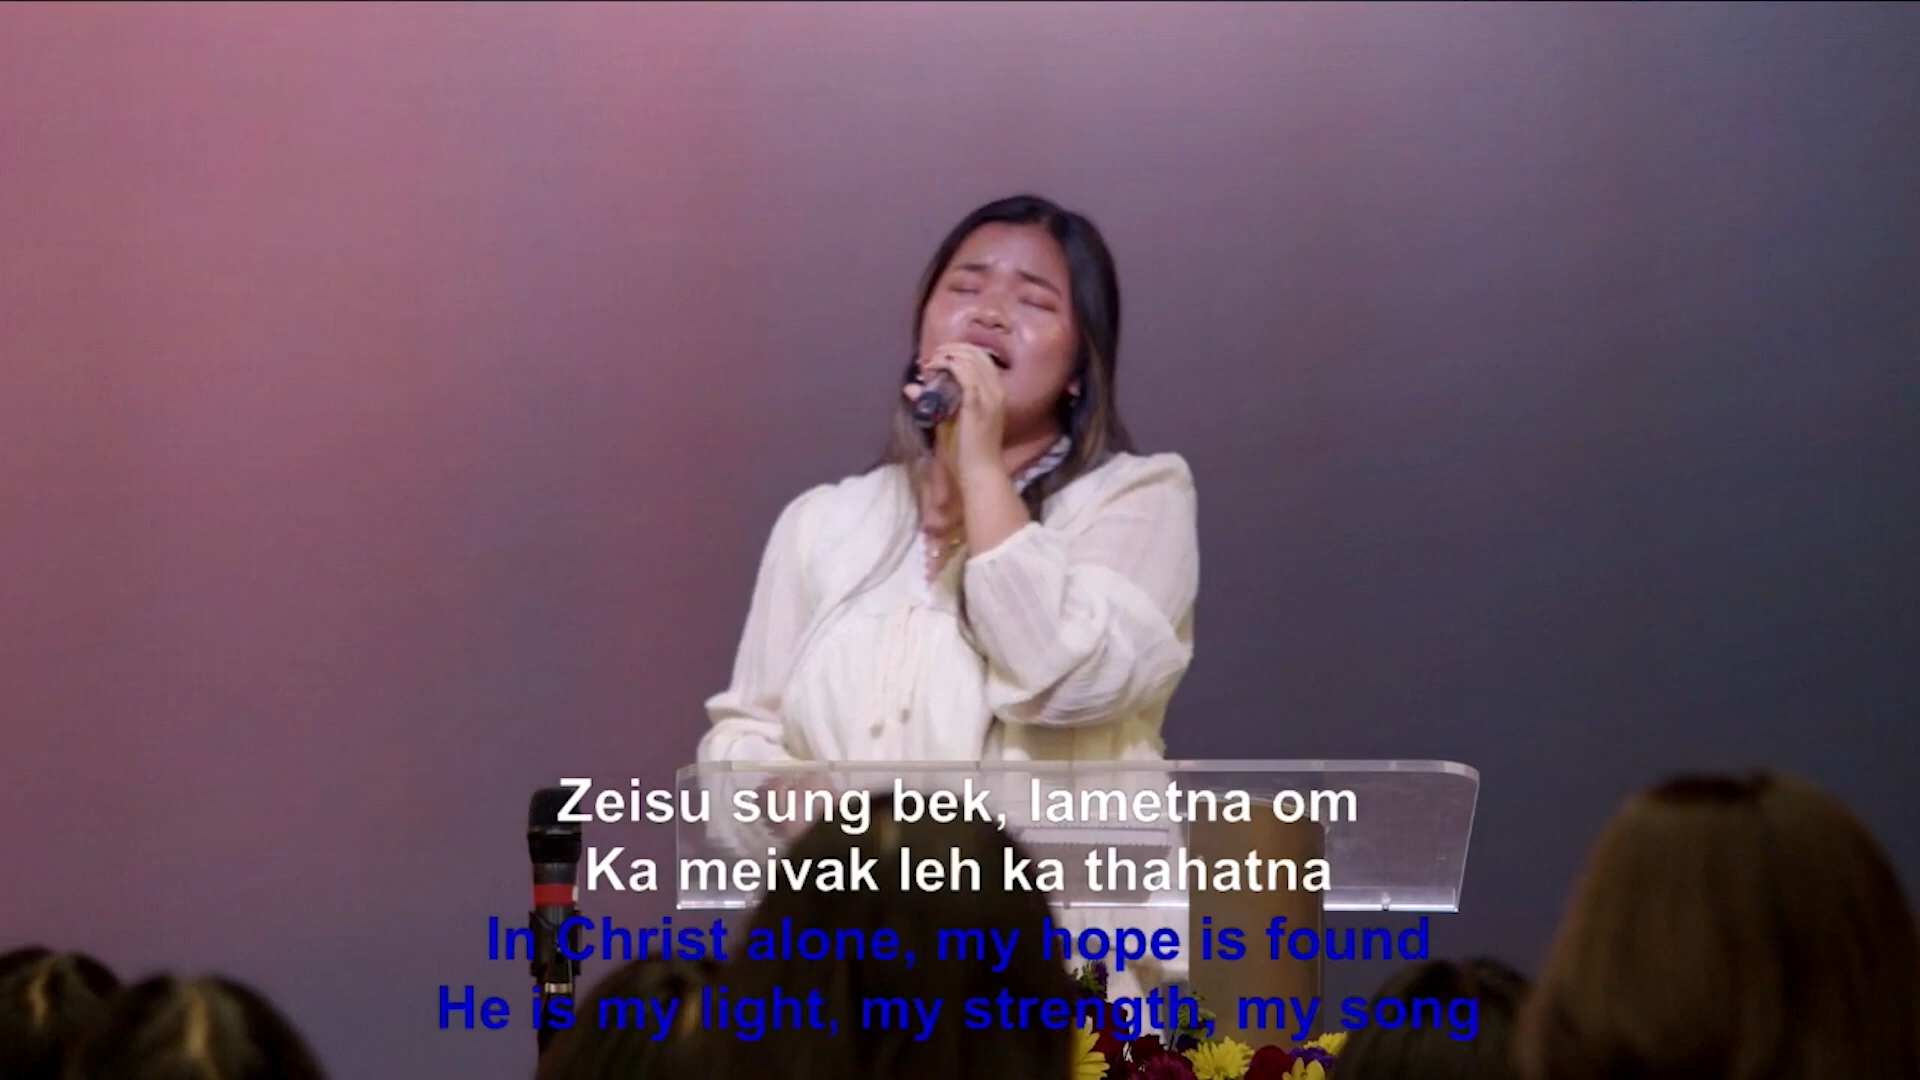 Zeisu sung bek, lametna om
Ka meivak leh ka thahatna
In Christ alone, my hope is found
He is my light, my strength, my song